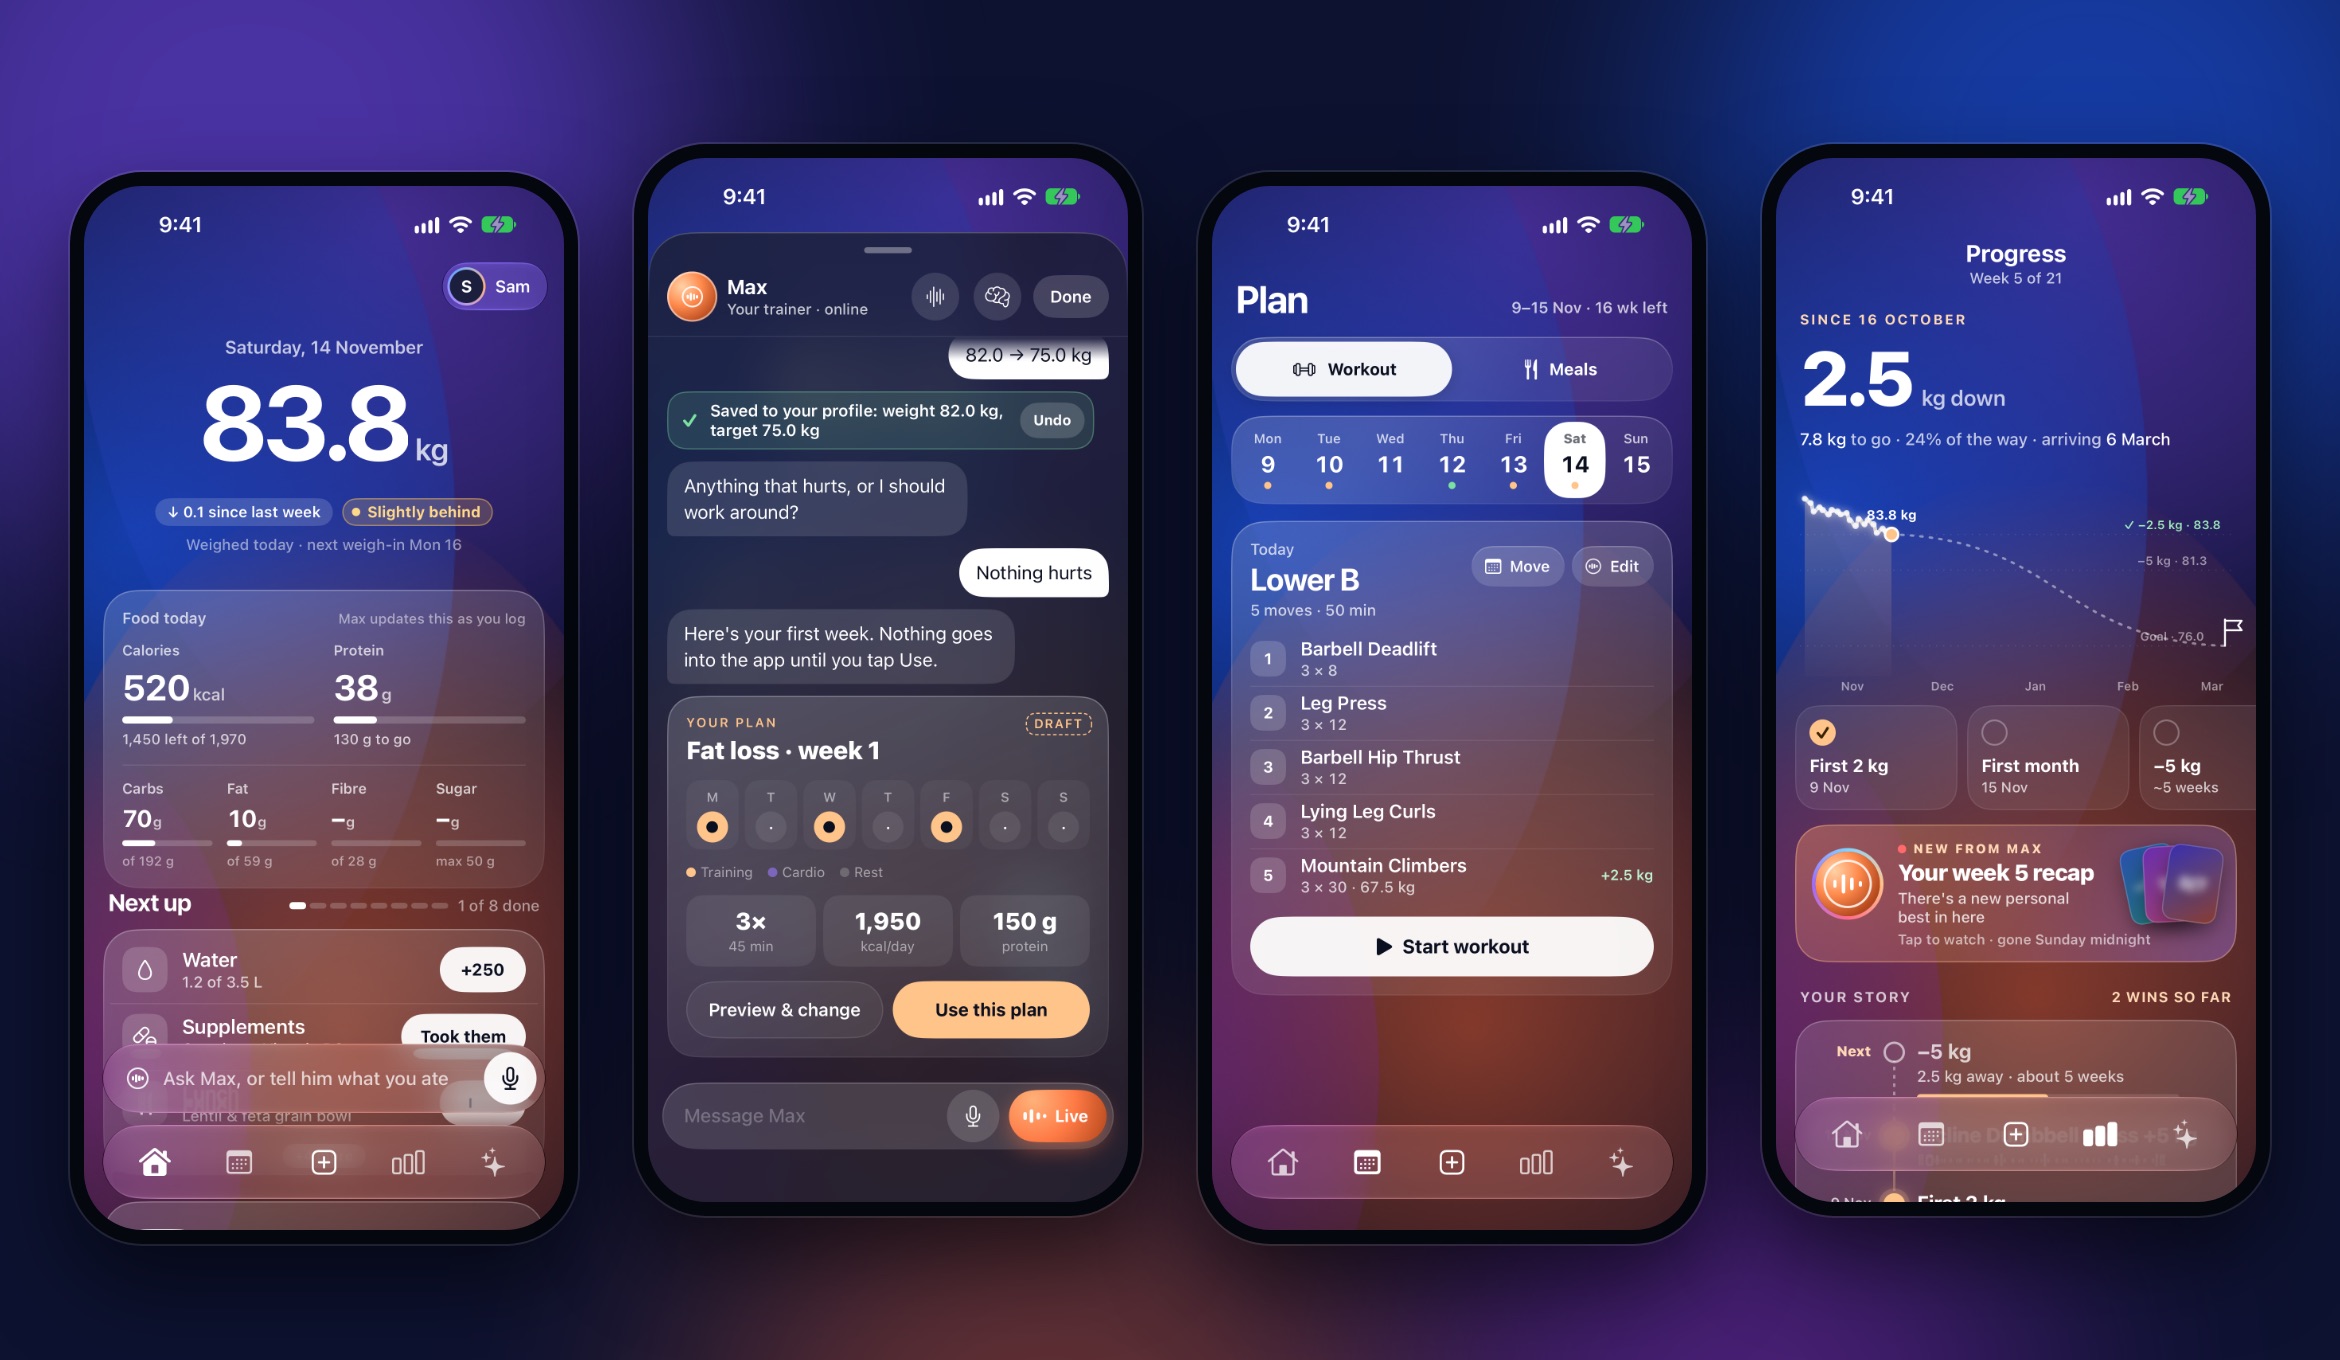 9:41
S Sam
Saturday, 14 November
83.8 kg
↓ 0.1 since last week
Slightly behind
Weighed today · next weigh-in Mon 16
Food today
Max updates this as you log
Calories
Protein
520 kcal
38 g
1,450 left of 1,970
130 g to go
Carbs
Fat
Fibre
Sugar
70g
10g
–g
–g
of 192 g
of 59 g
of 28 g
max 50 g
Next up
1 of 8 done
Water
+250
1.2 of 3.5 L
Supplements
Took them
Ask Max, or tell him what you ate
Lentil & feta grain bowl
9:41
Max
Your trainer · online
Done
82.0 → 75.0 kg
Saved to your profile: weight 82.0 kg,
target 75.0 kg
Undo
Anything that hurts, or I should
work around?
Nothing hurts
Here's your first week. Nothing goes
into the app until you tap Use.
YOUR PLAN
DRAFT
Fat loss · week 1
M T W T F S S
Training Cardio Rest
3×
45 min
1,950
kcal/day
150 g
protein
Preview & change
Use this plan
Message Max
Live
9:41
Plan
9–15 Nov · 16 wk left
Workout
Meals
Mon Tue Wed Thu Fri Sat Sun
9 10 11 12 13 14 15
Today
Lower B
5 moves · 50 min
Move
Edit
1 Barbell Deadlift
3 × 8
2 Leg Press
3 × 12
3 Barbell Hip Thrust
3 × 12
4 Lying Leg Curls
3 × 12
5 Mountain Climbers
3 × 30 · 67.5 kg
+2.5 kg
Start workout
9:41
Progress
Week 5 of 21
SINCE 16 OCTOBER
2.5 kg down
7.8 kg to go · 24% of the way · arriving 6 March
83.8 kg
✓ –2.5 kg · 83.8
–5 kg · 81.3
Goal · 76.0
Nov Dec Jan Feb Mar
First 2 kg
9 Nov
First month
15 Nov
–5 kg
~5 weeks
NEW FROM MAX
Your week 5 recap
There's a new personal
best in here
Tap to watch · gone Sunday midnight
YOUR STORY
2 WINS SO FAR
Next
–5 kg
2.5 kg away · about 5 weeks
9 Nov
First 2 kg